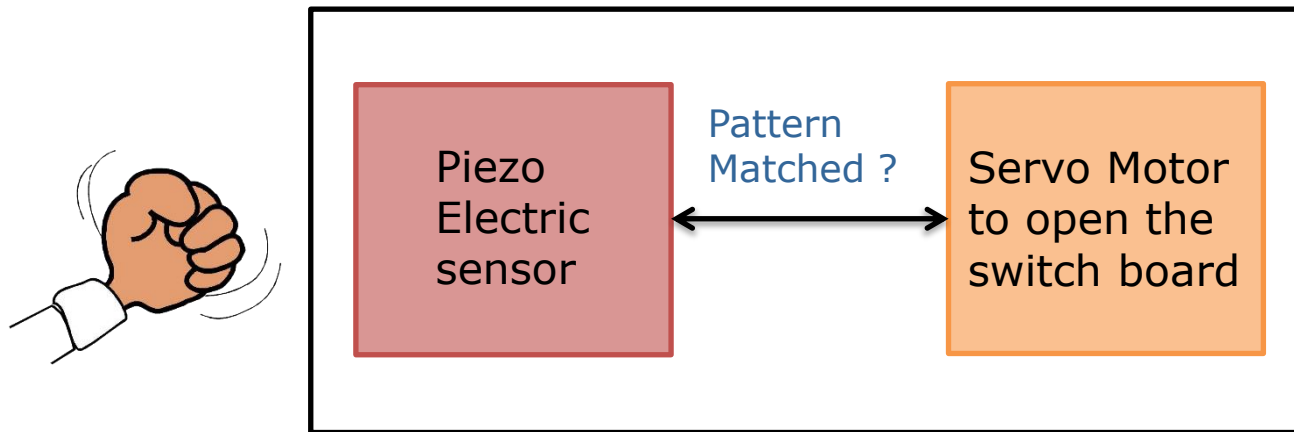 Piezo
Electric
sensor
Pattern
Matched ?
Servo Motor
to open the
switch board